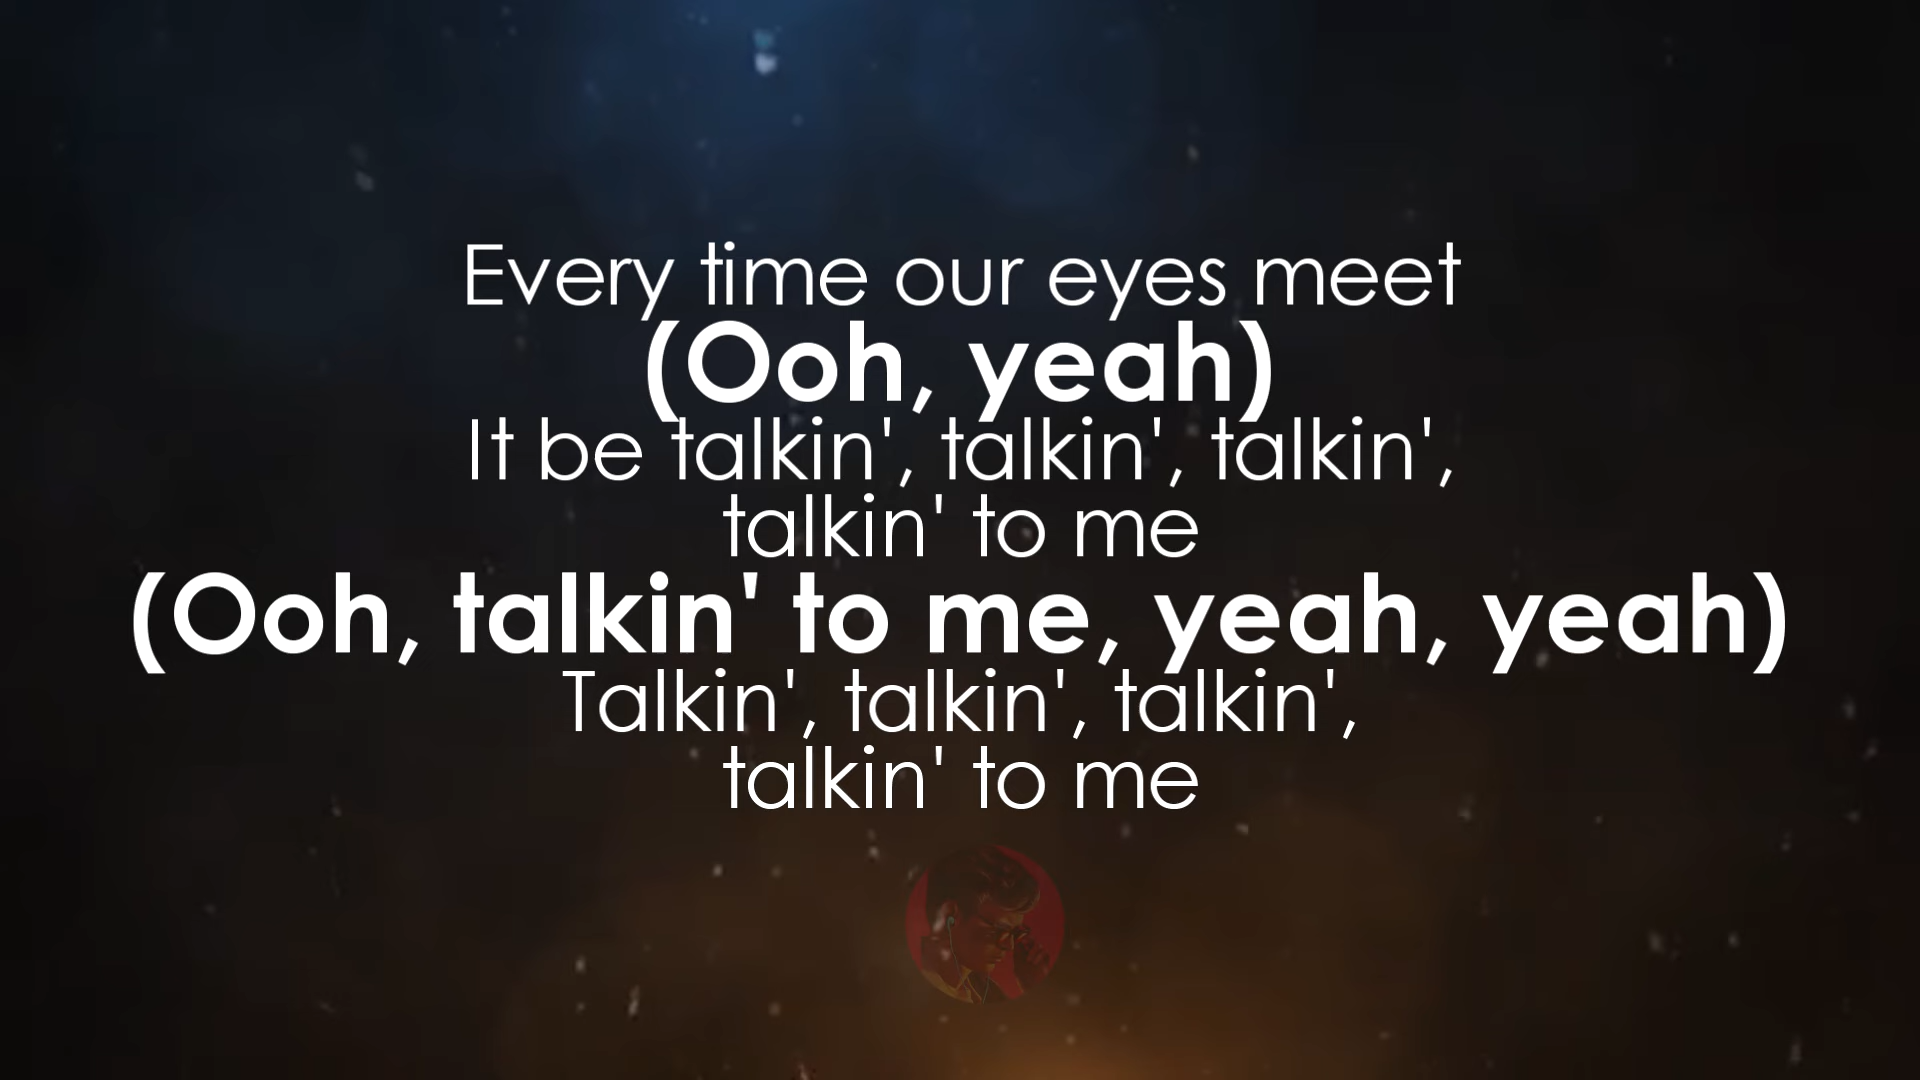 Every time our eyes meet
(Ooh, yeah)
It be talkin', talkin', talkin',
talkin' to me
(Ooh, talkin' to me, yeah, yeah)
Talkin', talkin', talkin',
talkin' to me